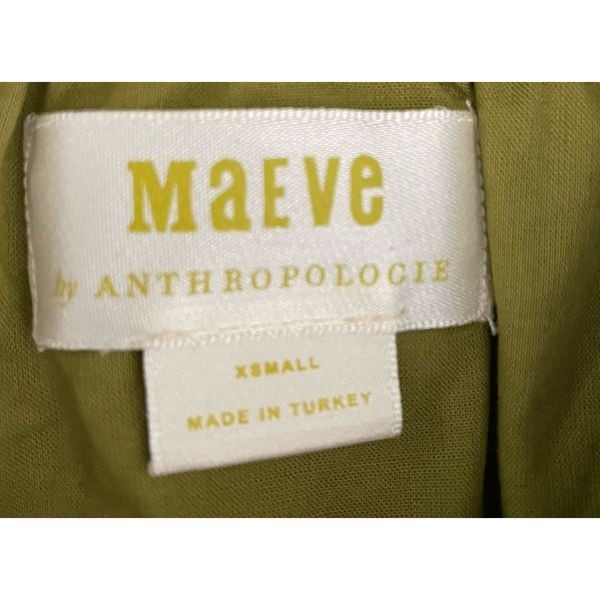 MaEVe
by ANTHROPOLOGIE
XSMALL
MADE IN TURKEY